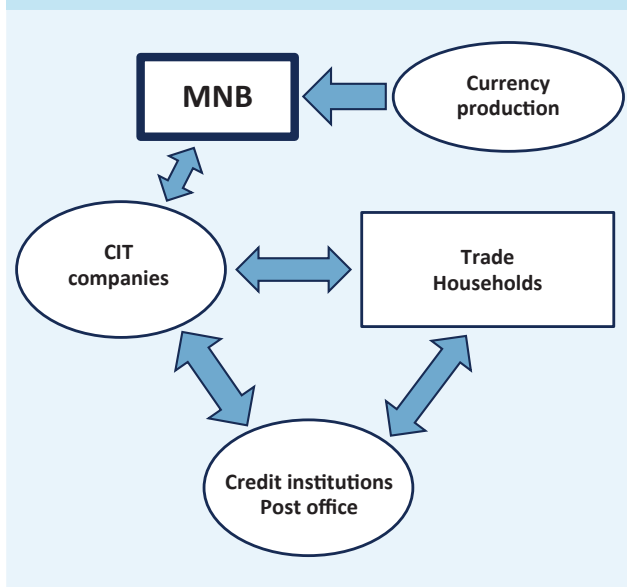 MNB
Currency
production
CIT
companies
Trade
Households
Credit institutions
Post office